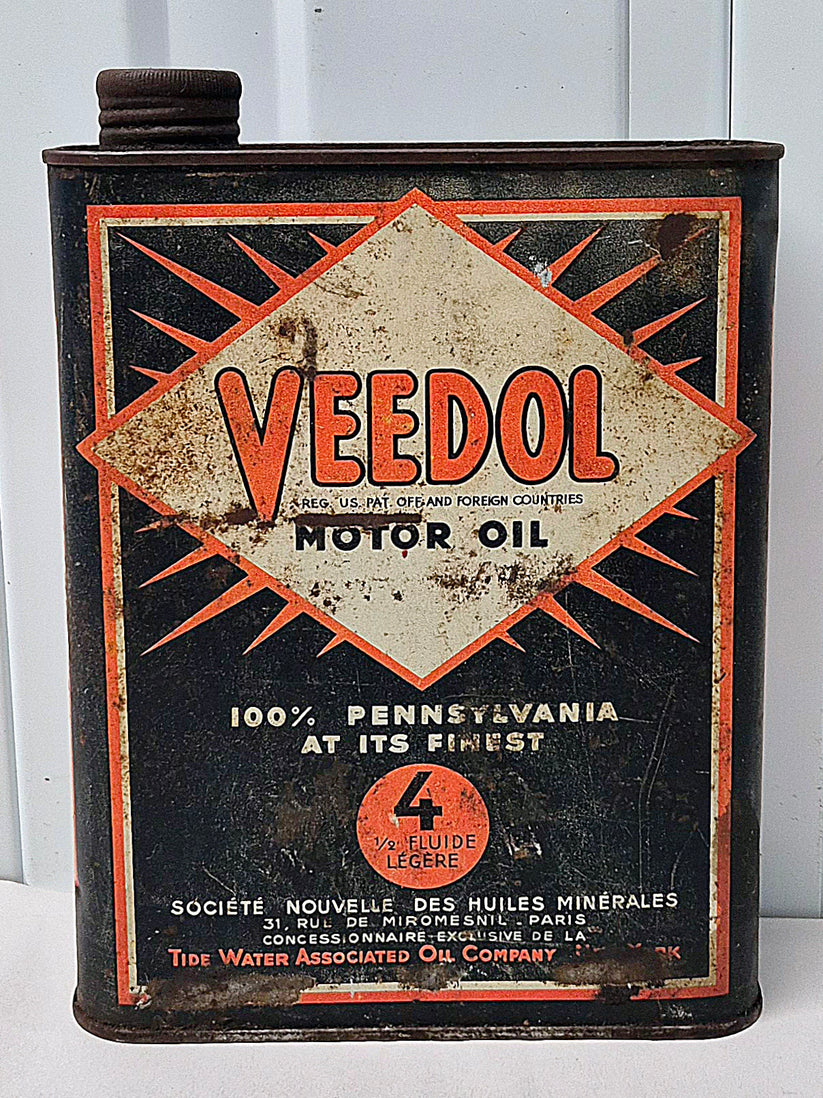 VEEDOL
REG. US. PAT. OFF. AND FOREIGN COUNTRIES
MOTOR OIL
100% PENNSYLVANIA
AT ITS FINEST
4
1/2 FLUIDE
LÉGÈRE
SOCIÉTÉ NOUVELLE DES HUILES MINÉRALES
31, RUE DE MIROMESNIL - PARIS
CONCESSIONNAIRE EXCLUSIVE DE LA
TIDE WATER ASSOCIATED OIL COMPANY